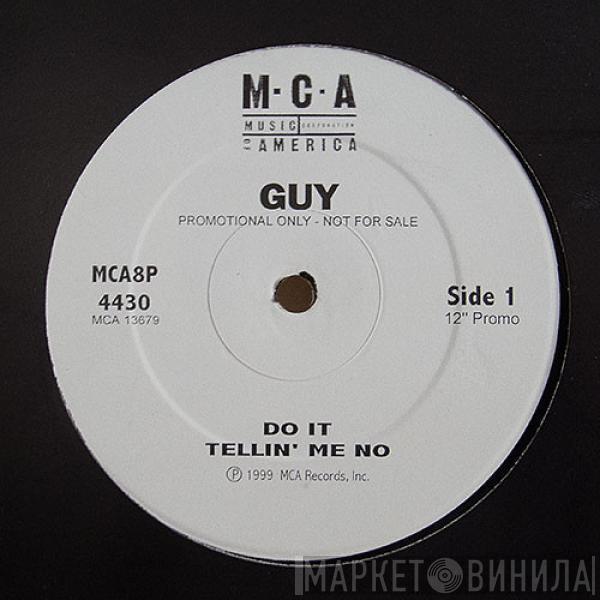 M·C·A
MUSIC CORPORATION
OF AMERICA
GUY
PROMOTIONAL ONLY - NOT FOR SALE
MCA8P
4430
MCA 13679
Side 1
12" Promo
DO IT
TELLIN' ME NO
Ⓟ 1999 MCA Records, Inc.
МАРКЕТ ВИНИЛА